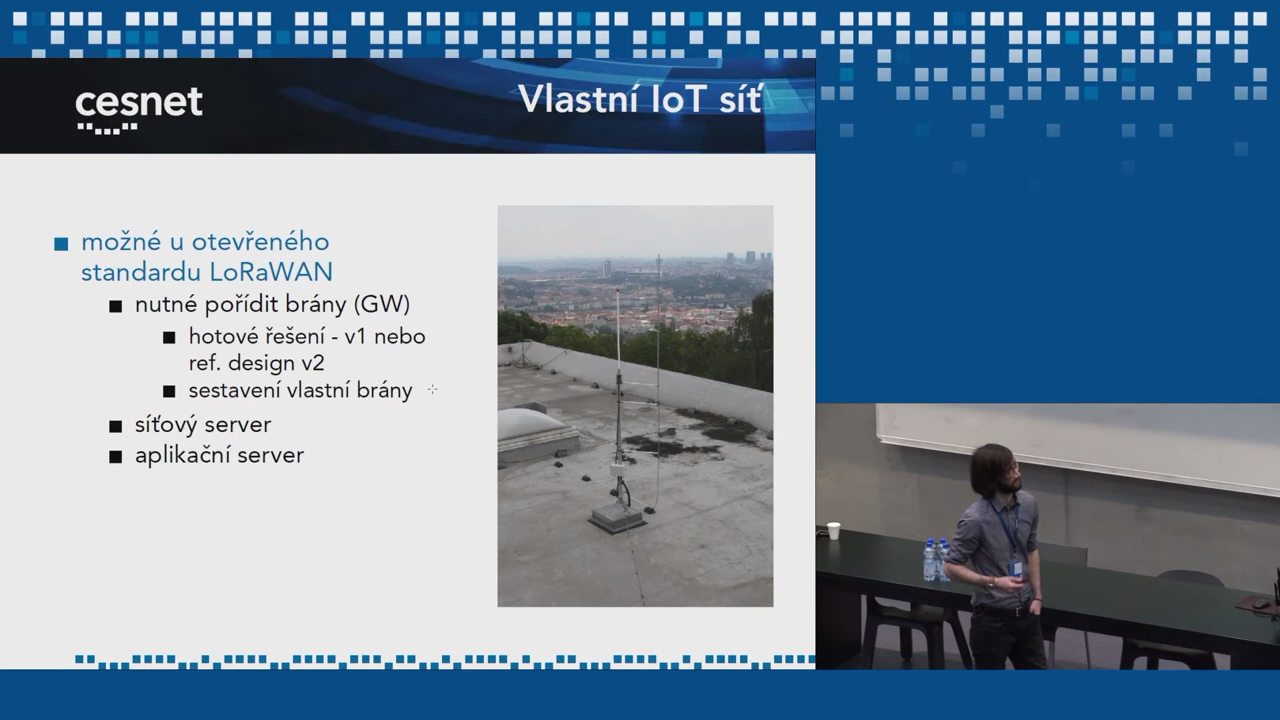 cesnet
Vlastní IoT síť
možné u otevřeného
standardu LoRaWAN
nutné pořídit brány (GW)
hotové řešení - v1 nebo
ref. design v2
sestavení vlastní brány
síťový server
aplikační server